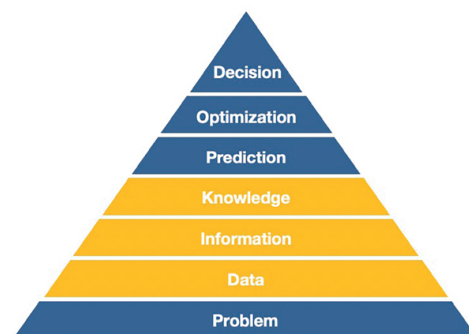 Decision
Optimization
Prediction
Knowledge
Information
Data
Problem